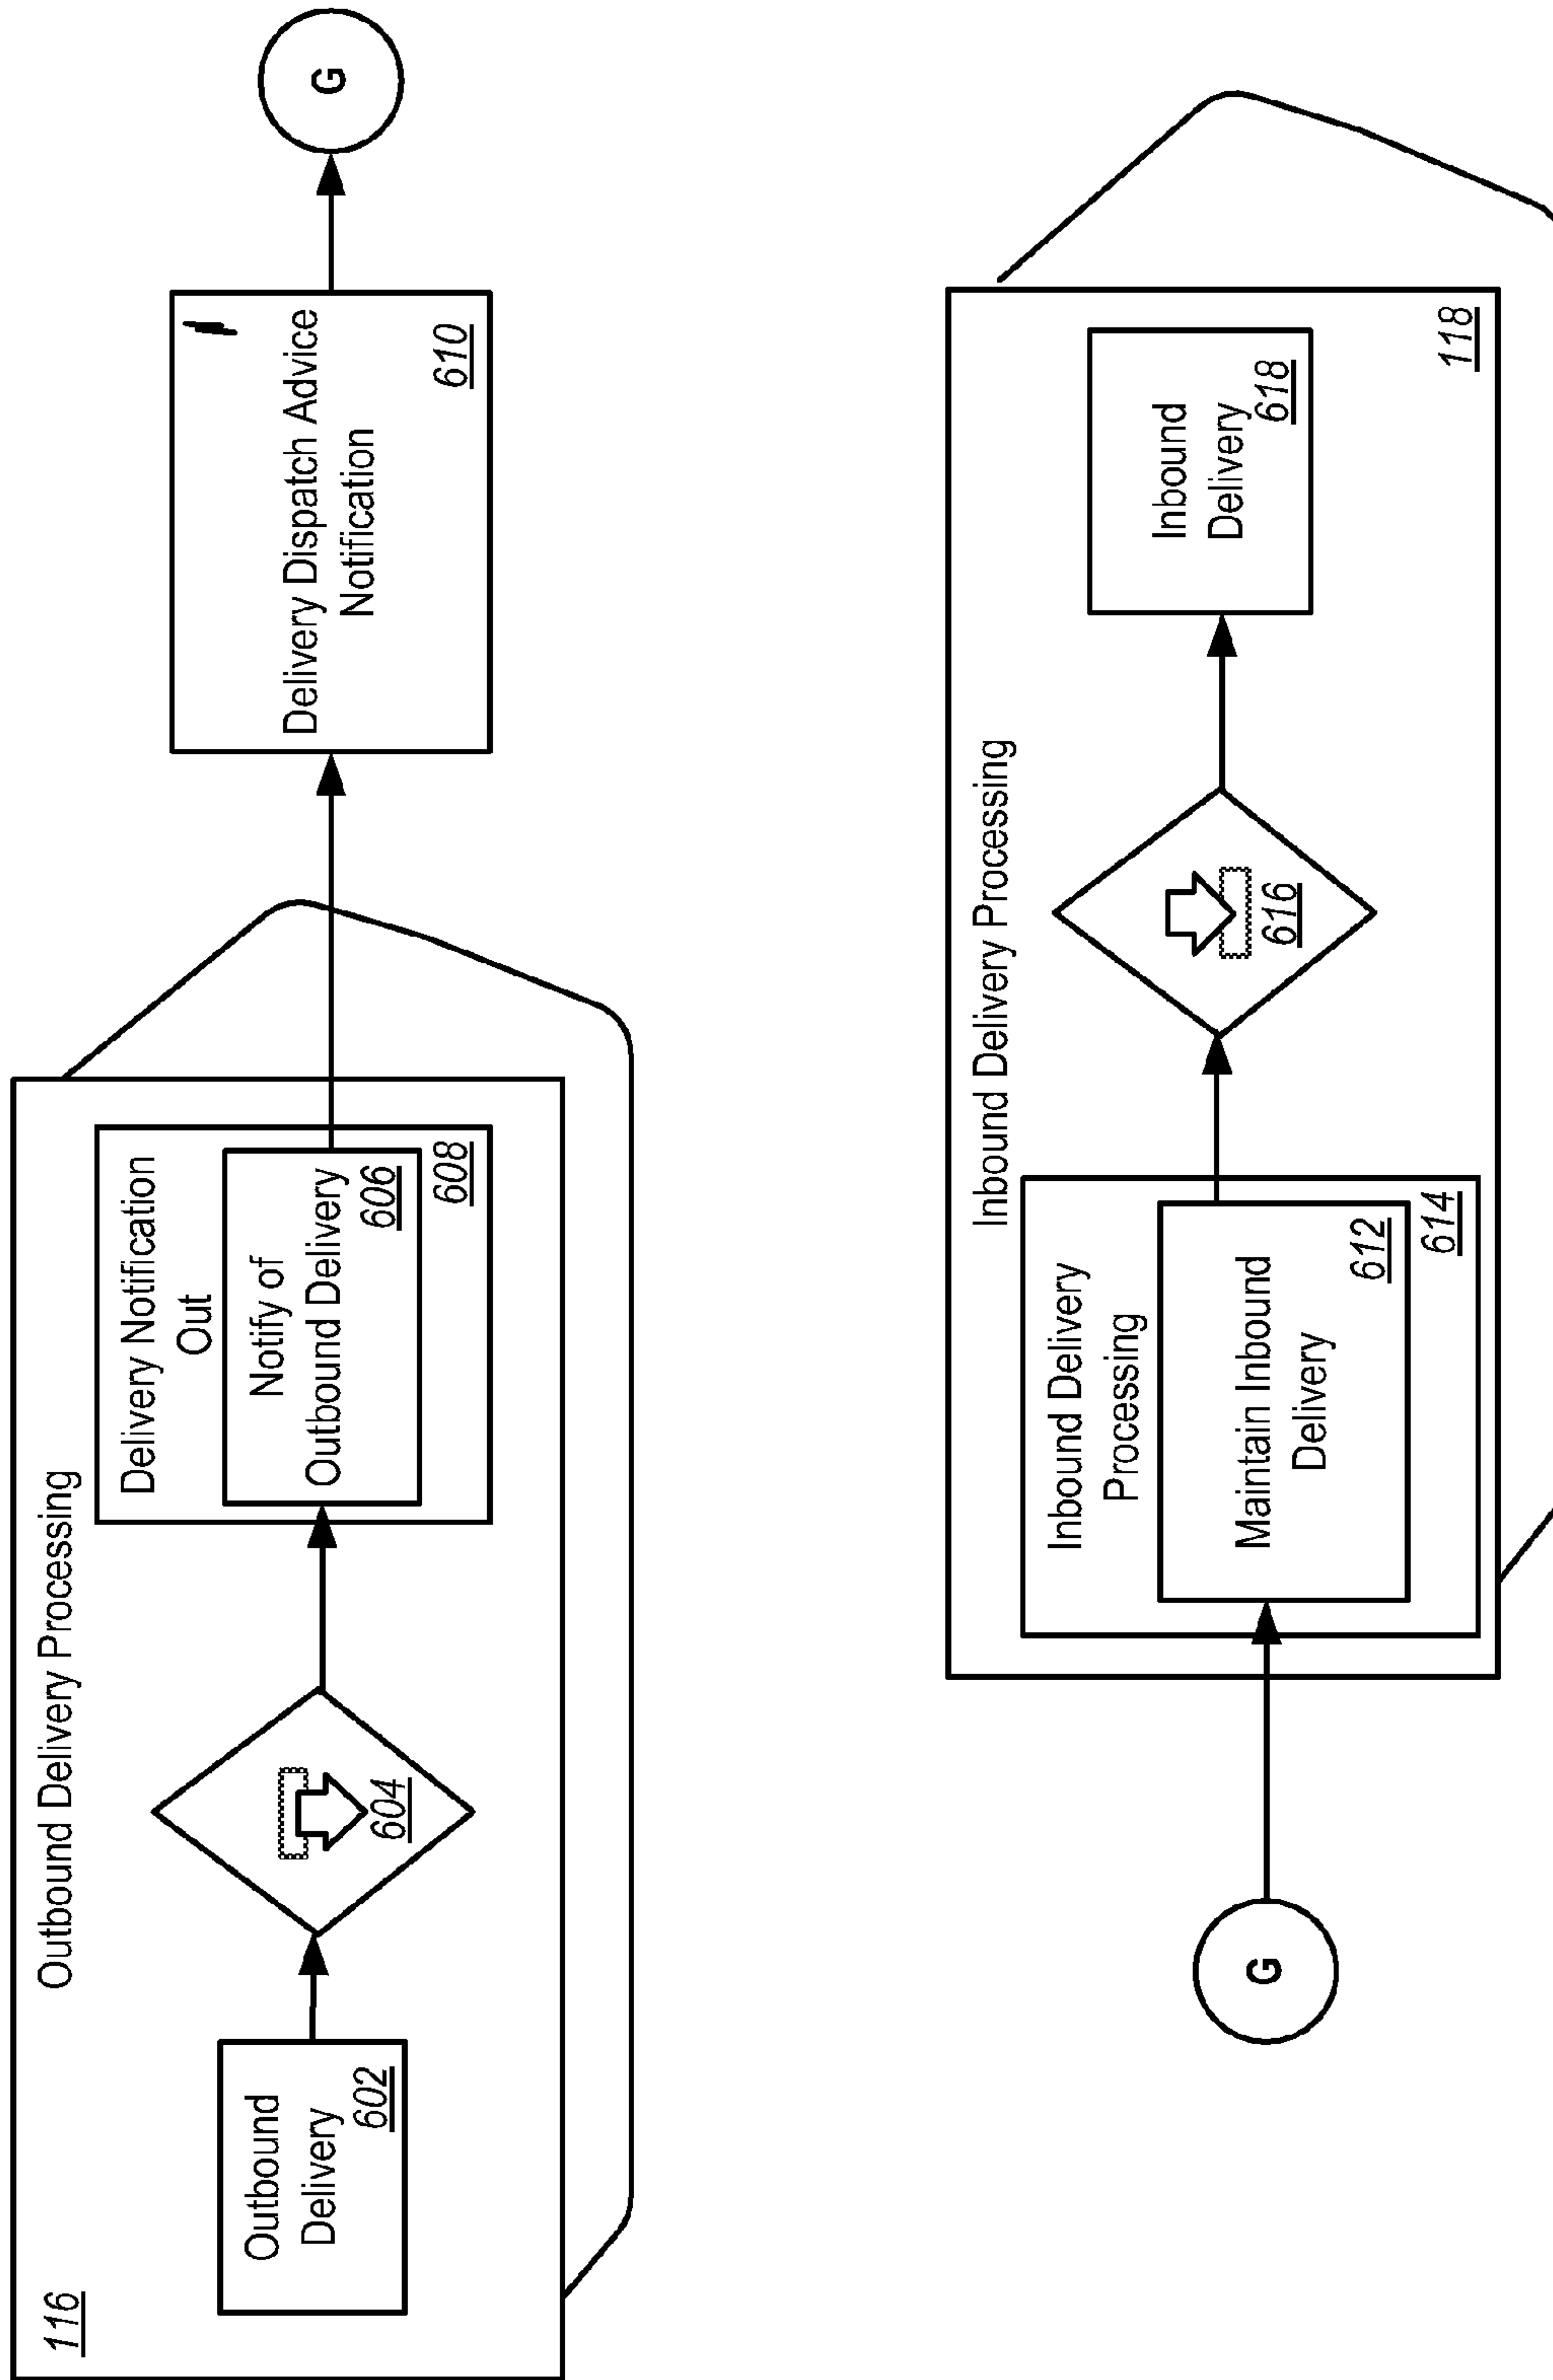 116
Outbound Delivery Processing
Outbound
Delivery
602
604
Delivery Notification
Out
Notify of
Outbound Delivery
606
608
Delivery Dispatch Advice
Notification
610
G
G
Inbound Delivery Processing
Inbound Delivery
Processing
Maintain Inbound
Delivery
612
614
616
Inbound
Delivery
618
118